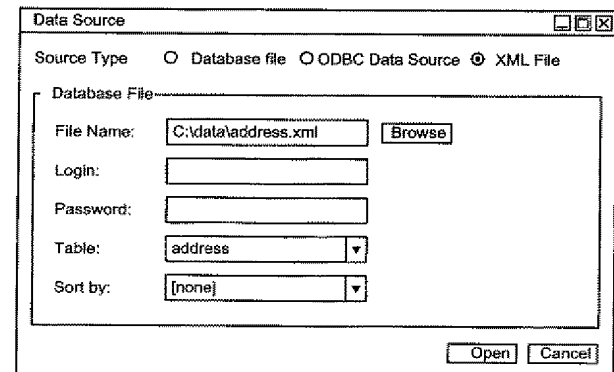 Data Source
Source Type Database file ODBC Data Source XML File
Database File
File Name: C:\data\address.xml Browse
Login:
Password:
Table: address
Sort by: [none]
Open Cancel